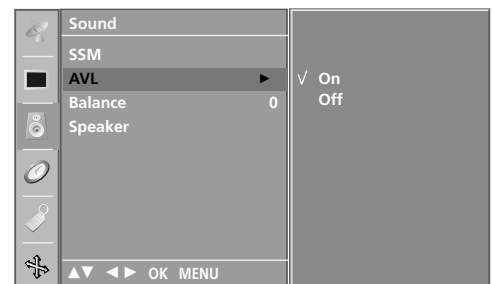 Sound
SSM
AVL ►
Balance 0
Speaker
√ On
Off
▲▼ ◄► OK MENU